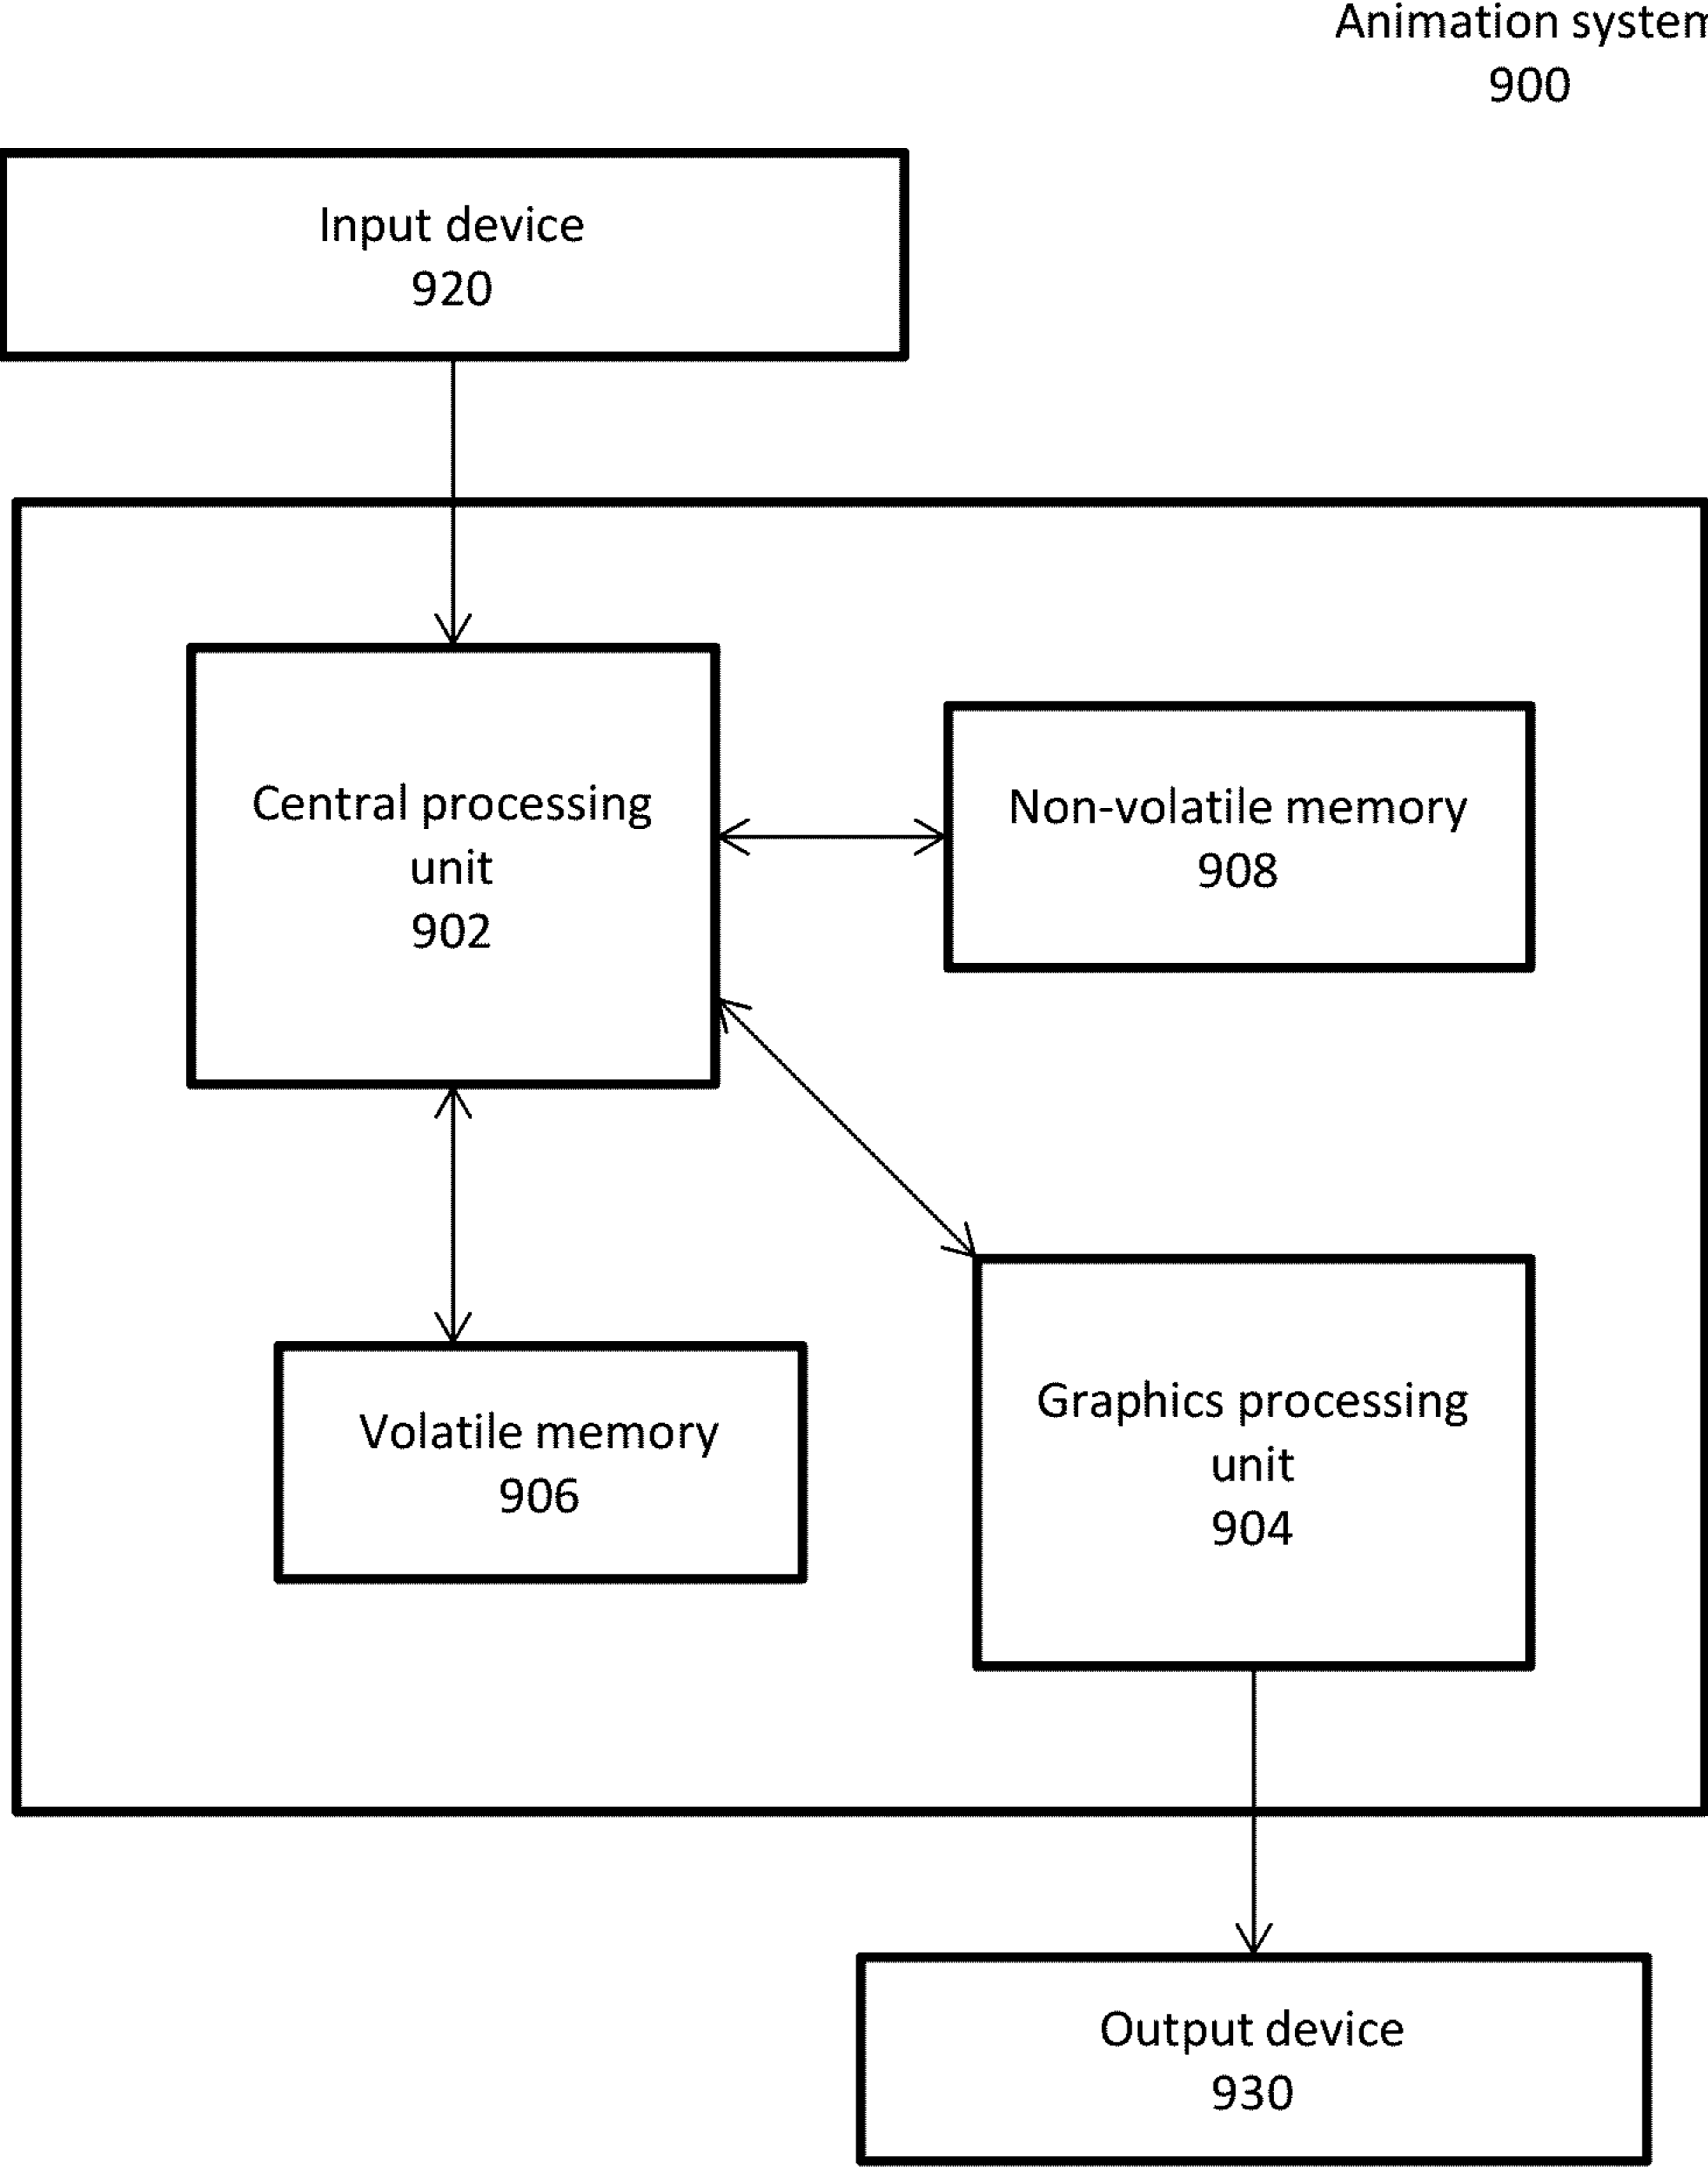 Animation system
900
Input device
920
Central processing
unit
902
Non-volatile memory
908
Volatile memory
906
Graphics processing
unit
904
Output device
930